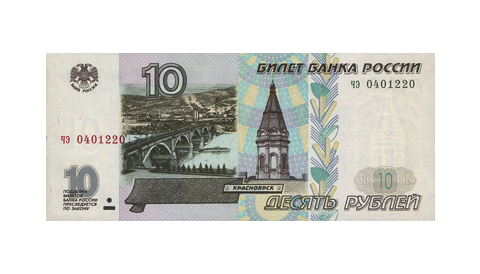 10
БИЛЕТ БАНКА РОССИИ
БАНК РОССИИ
чэ 0401220
чэ 0401220
10
ПОДДЕЛКА
БИЛЕТОВ
БАНКА РОССИИ
ПРЕСЛЕДУЕТСЯ
ПО ЗАКОНУ
КРАСНОЯРСК
10
ДЕСЯТЬ РУБЛЕЙ